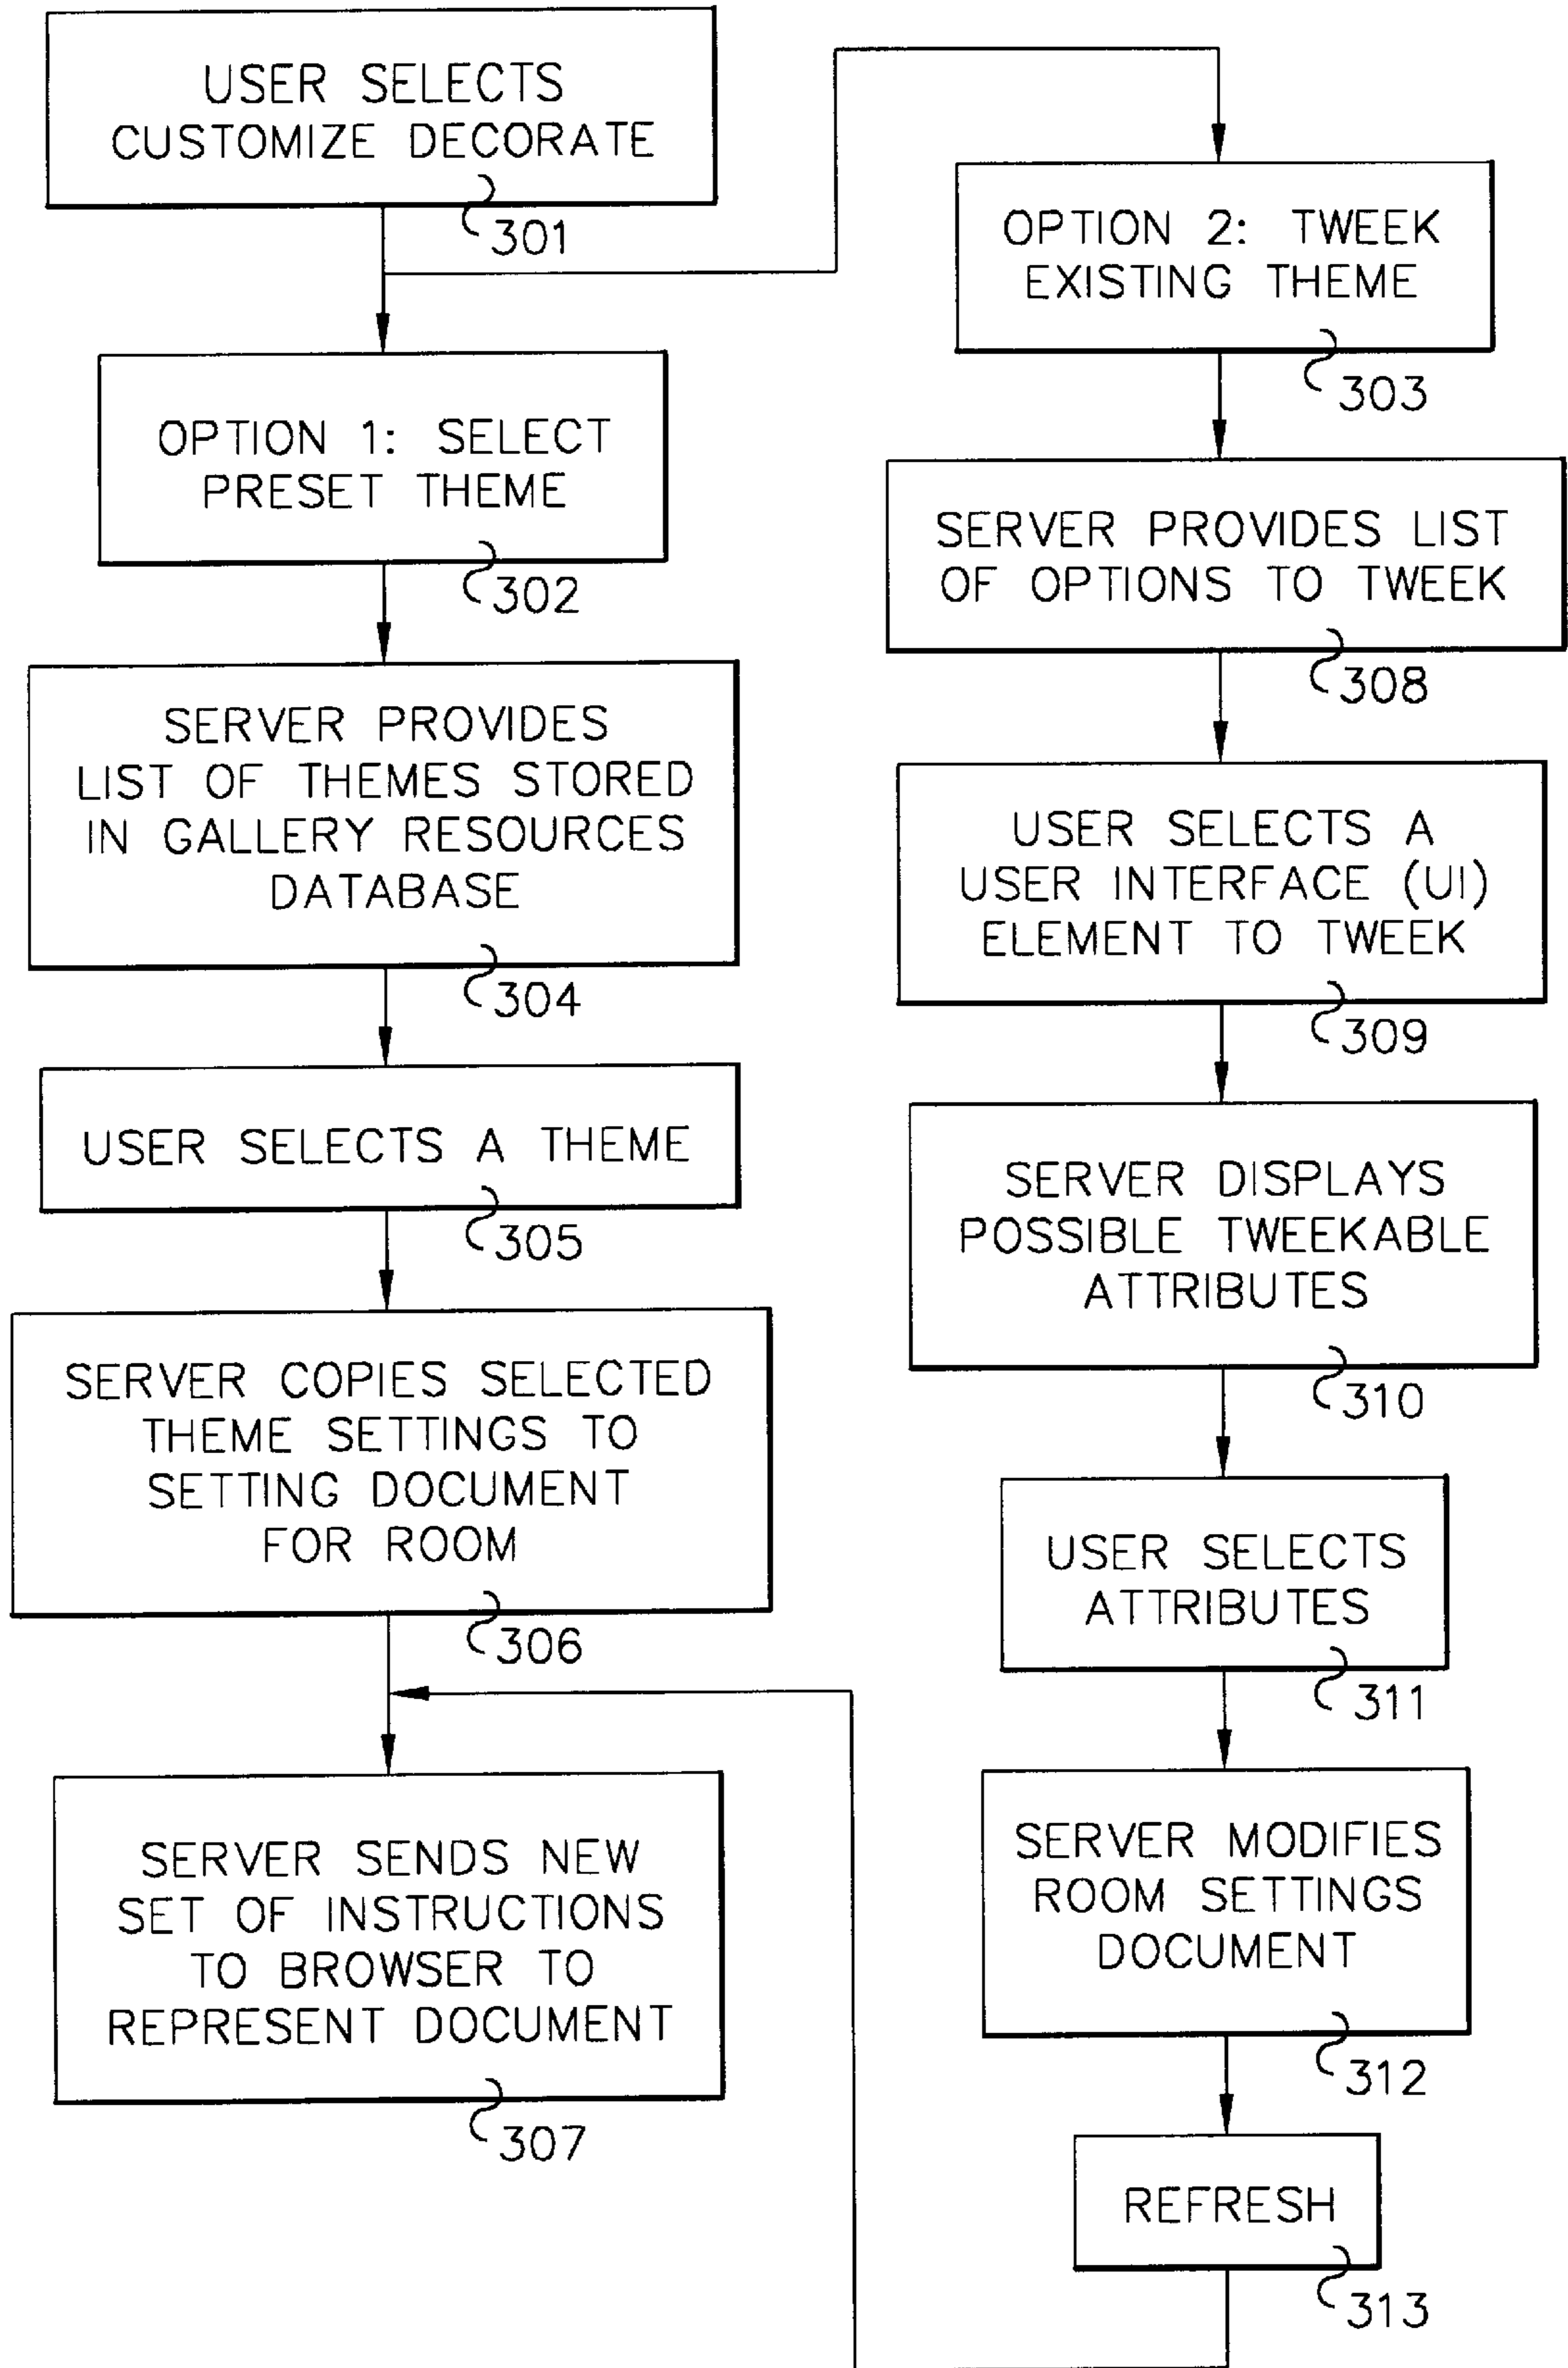 USER SELECTS
CUSTOMIZE DECORATE
301
OPTION 1: SELECT
PRESET THEME
302
SERVER PROVIDES
LIST OF THEMES STORED
IN GALLERY RESOURCES
DATABASE
304
USER SELECTS A THEME
305
SERVER COPIES SELECTED
THEME SETTINGS TO
SETTING DOCUMENT
FOR ROOM
306
SERVER SENDS NEW
SET OF INSTRUCTIONS
TO BROWSER TO
REPRESENT DOCUMENT
307
OPTION 2: TWEEK
EXISTING THEME
303
SERVER PROVIDES LIST
OF OPTIONS TO TWEEK
308
USER SELECTS A
USER INTERFACE (UI)
ELEMENT TO TWEEK
309
SERVER DISPLAYS
POSSIBLE TWEEKABLE
ATTRIBUTES
310
USER SELECTS
ATTRIBUTES
311
SERVER MODIFIES
ROOM SETTINGS
DOCUMENT
312
REFRESH
313